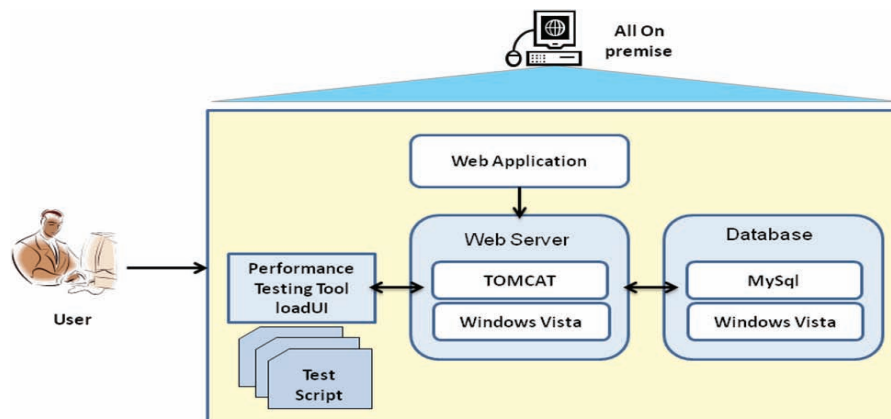 All On
premise
Web Application
Web Server
TOMCAT
Windows Vista
Database
MySql
Windows Vista
Performance
Testing Tool
loadUI
Test
Script
User